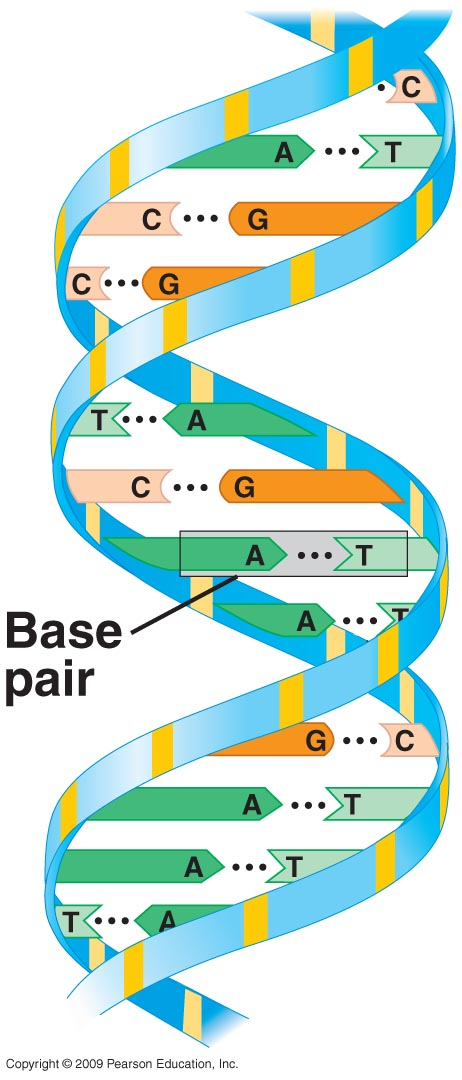 C
A ••• T
C ••• G
C ••• G
T ••• A
C ••• G
A ••• T
A ••• T
Base
pair
G ••• C
A ••• T
A ••• T
T ••• A
Copyright © 2009 Pearson Education, Inc.